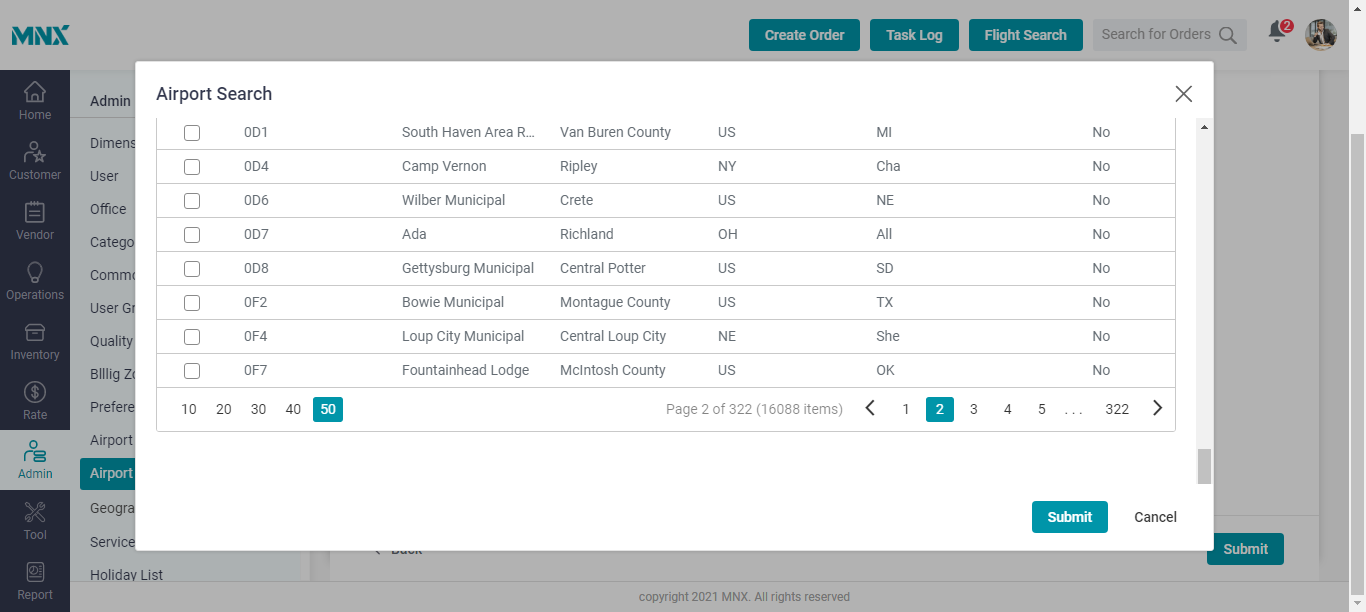 MNX
Create Order
Task Log
Flight Search
Search for Orders
2
Home
Customer
Vendor
Operations
Inventory
Rate
Admin
Tool
Report
Admin
Dimens
User
Office
Catego
Commo
User Gr
Quality
Bllig Zo
Prefere
Airport
Airport
Geogra
Service
Holiday List
Airport Search
0D1 South Haven Area R... Van Buren County US MI No
0D4 Camp Vernon Ripley NY Cha No
0D6 Wilber Municipal Crete US NE No
0D7 Ada Richland OH All No
0D8 Gettysburg Municipal Central Potter US SD No
0F2 Bowie Municipal Montague County US TX No
0F4 Loup City Municipal Central Loup City NE She No
0F7 Fountainhead Lodge McIntosh County US OK No
10 20 30 40 50 Page 2 of 322 (16088 items) 1 2 3 4 5 ... 322
Submit Cancel
Back
Submit
copyright 2021 MNX. All rights reserved